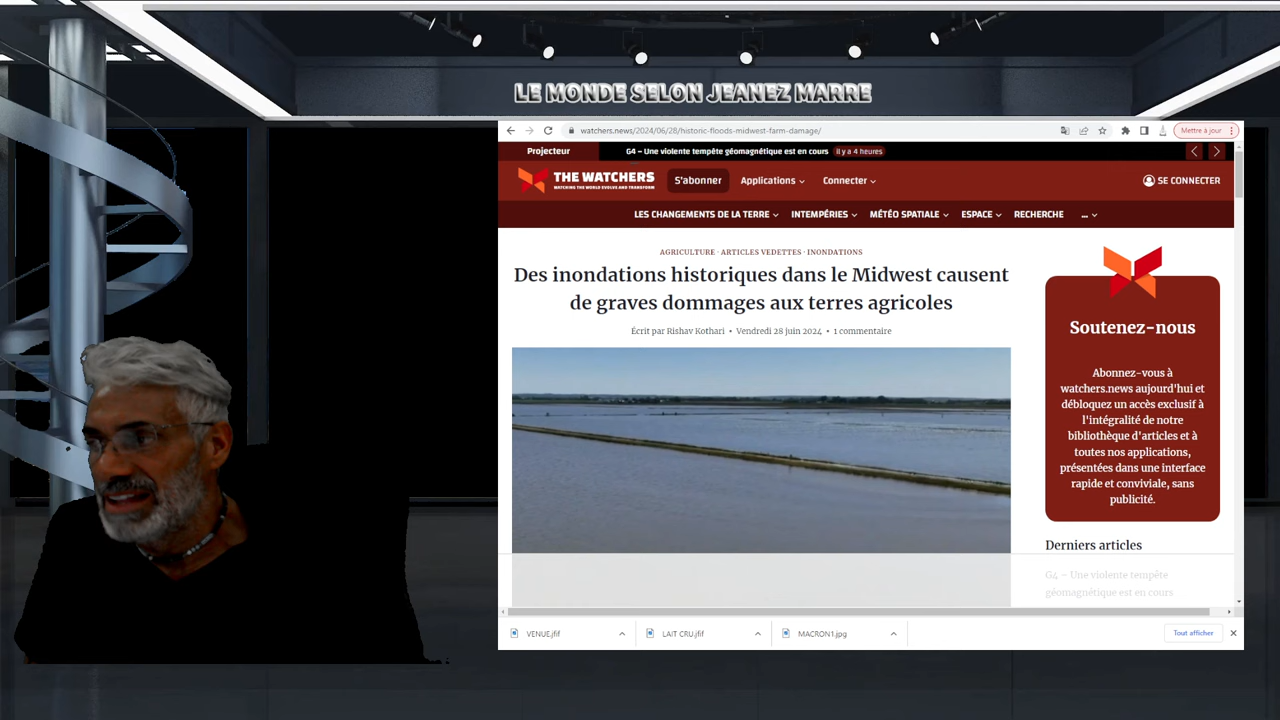 LE MONDE SELON JEANEZ MARRE
watchers.news/2024/06/28/historic-floods-midwest-farm-damage/
Mettre à jour
Projecteur
G4 – Une violente tempête géomagnétique est en cours Il y a 4 heures
THE WATCHERS
WATCHING THE WORLD EVOLVE AND TRANSFORM
S'abonner
Applications
Connecter
SE CONNECTER
LES CHANGEMENTS DE LA TERRE
INTEMPÉRIES
MÉTÉO SPATIALE
ESPACE
RECHERCHE
...
AGRICULTURE · ARTICLES VEDETTES · INONDATIONS
Des inondations historiques dans le Midwest causent
de graves dommages aux terres agricoles
Écrit par Rishav Kothari • Vendredi 28 juin 2024 • 1 commentaire
Soutenez-nous
Abonnez-vous à
watchers.news aujourd'hui et
débloquez un accès exclusif à
l'intégralité de notre
bibliothèque d'articles et à
toutes nos applications,
présentées dans une interface
rapide et conviviale, sans
publicité.
Derniers articles
G4 – Une violente tempête
géomagnétique est en cours
VENUE.jfif
LAIT CRU.jfif
MACRON1.jpg
Tout afficher